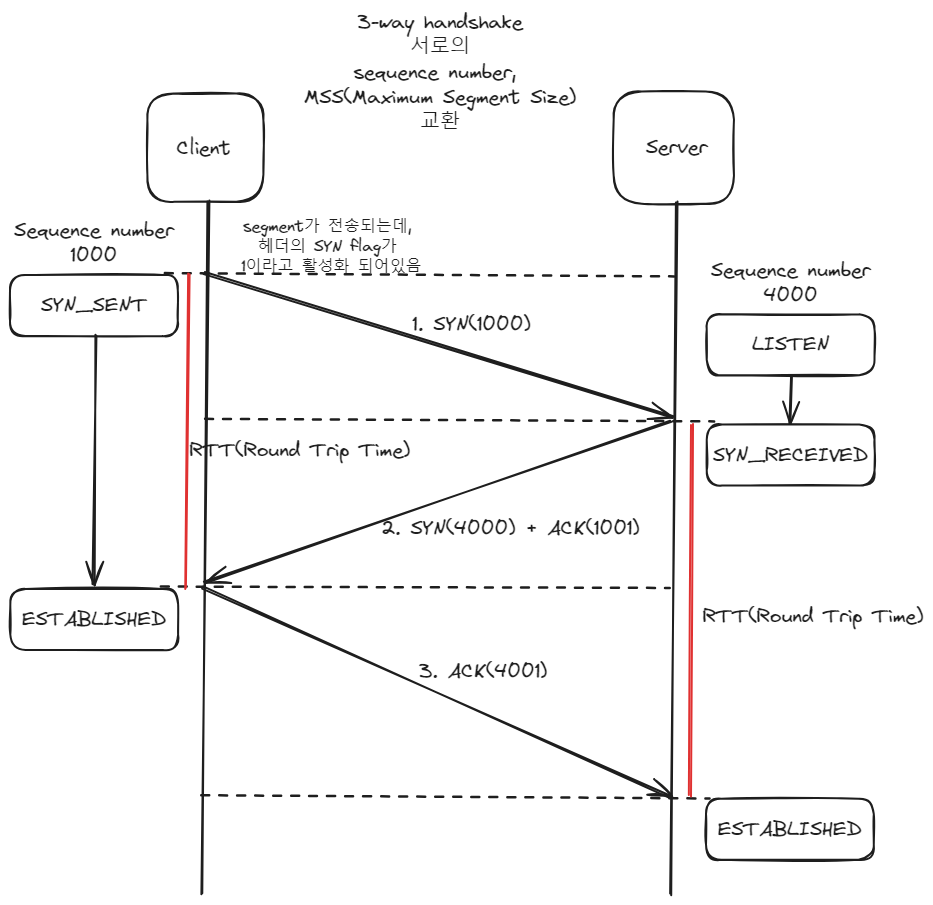 3-way handshake
서로의
sequence number,
MSS(Maximum Segment Size)
교환
Client
Server
segment가 전송되는데,
헤더의 SYN flag가
1이라고 활성화 되어있음
Sequence number
1000
SYN_SENT
Sequence number
4000
LISTEN
1. SYN(1000)
RTT(Round Trip Time)
SYN_RECEIVED
2. SYN(4000) + ACK(1001)
ESTABLISHED
RTT(Round Trip Time)
3. ACK(4001)
ESTABLISHED